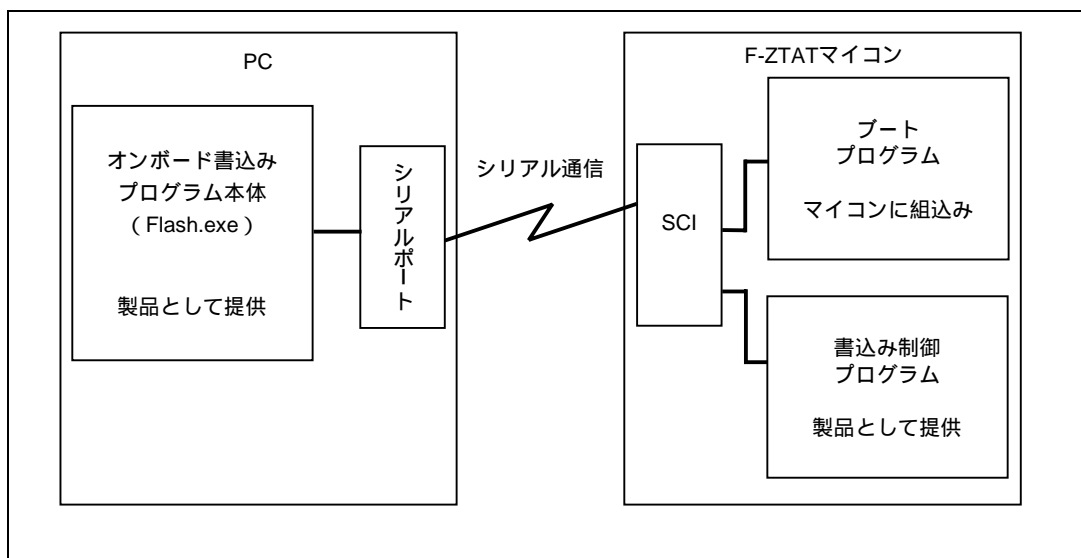 PC
オンボード書込み
プログラム本体
(Flash.exe)
製品として提供
シリアルポート
シリアル通信
F-ZTATマイコン
SCI
ブート
プログラム
マイコンに組込み
書込み制御
プログラム
製品として提供